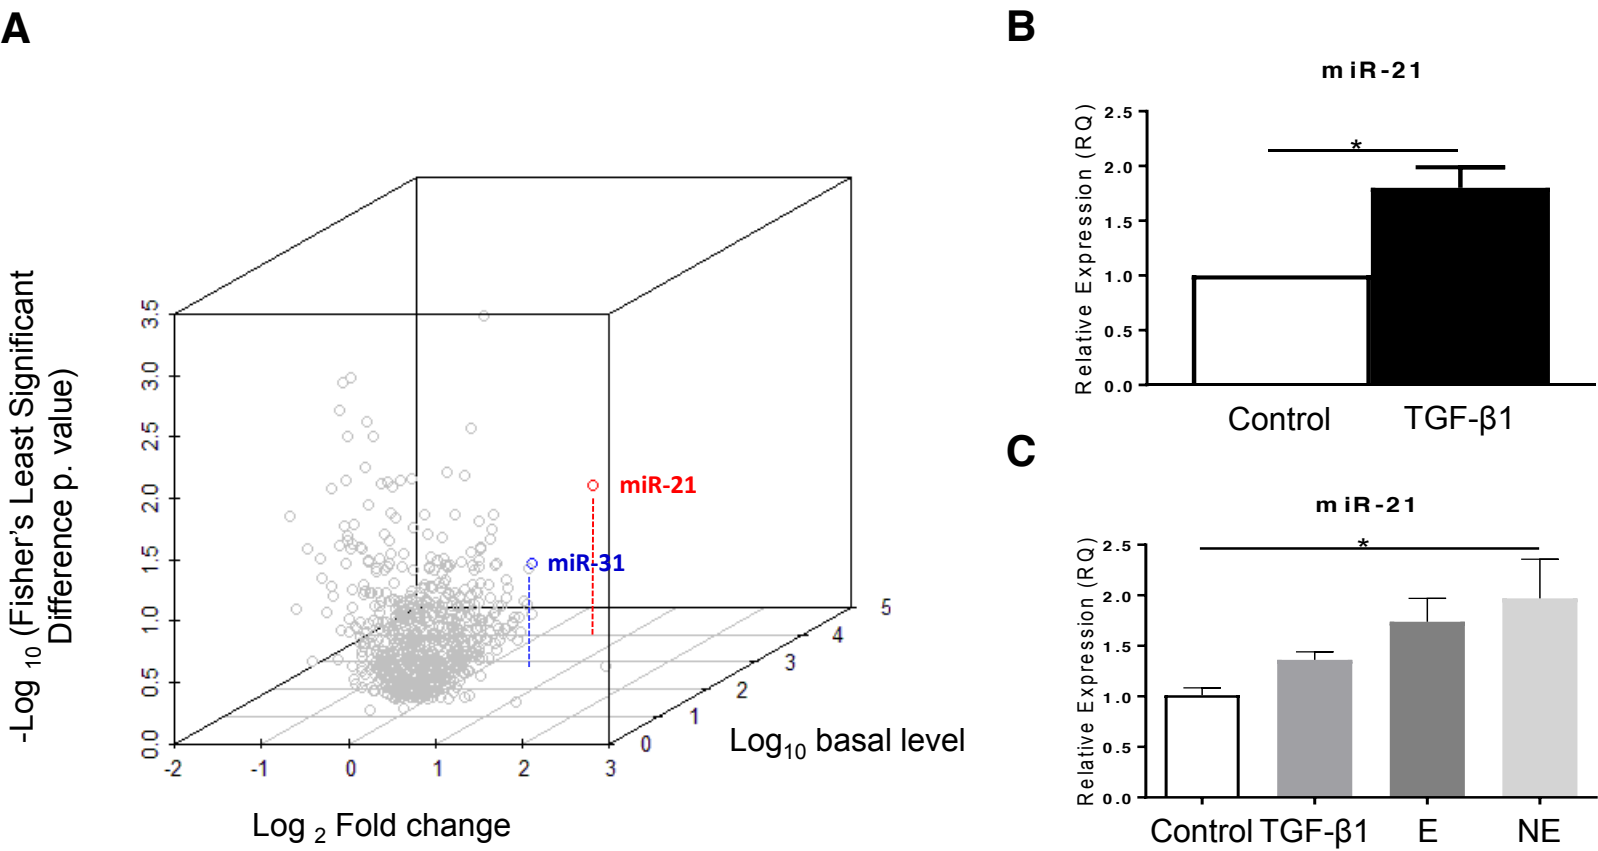 A
-Log 10 (Fisher's Least Significant
Difference p. value)
3.5
3.0
2.5
2.0
1.5
1.0
0.5
0.0
-2
-1
0
1
2
3
0
1
2
3
4
5
miR-21
miR-31
Log 2 Fold change
Log10 basal level
B
miR-21
Relative Expression (RQ)
2.5
2.0
1.5
1.0
0.5
0.0
*
Control
TGF-β1
C
miR-21
Relative Expression (RQ)
2.5
2.0
1.5
1.0
0.5
0.0
*
Control
TGF-β1
E
NE